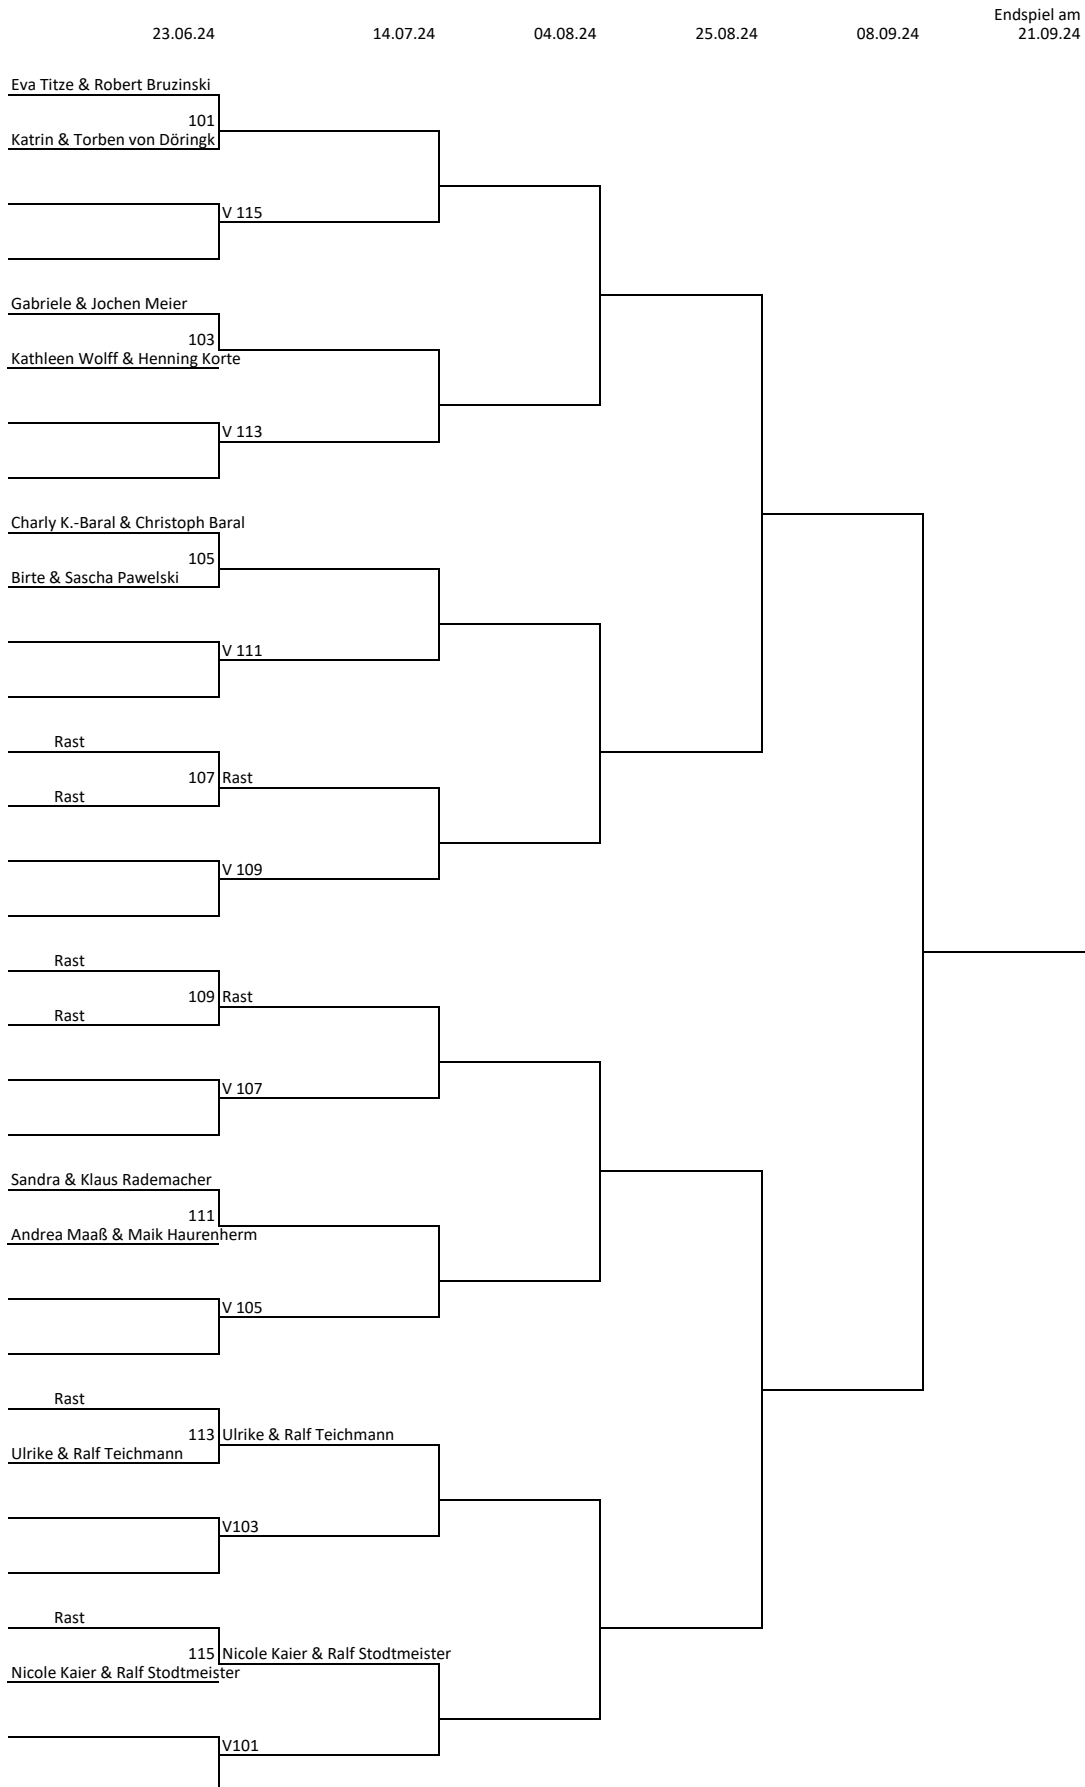 Endspiel am
23.06.24 14.07.24 04.08.24 25.08.24 08.09.24 21.09.24
Eva Titze & Robert Bruzinski
101
Katrin & Torben von Döringk
V 115
Gabriele & Jochen Meier
103
Kathleen Wolff & Henning Korte
V 113
Charly K.-Baral & Christoph Baral
105
Birte & Sascha Pawelski
V 111
Rast
107 Rast
Rast
V 109
Rast
109 Rast
Rast
V 107
Sandra & Klaus Rademacher
111
Andrea Maaß & Maik Haurenherm
V 105
Rast
113 Ulrike & Ralf Teichmann
Ulrike & Ralf Teichmann
V103
Rast
115 Nicole Kaier & Ralf Stodtmeister
Nicole Kaier & Ralf Stodtmeister
V101